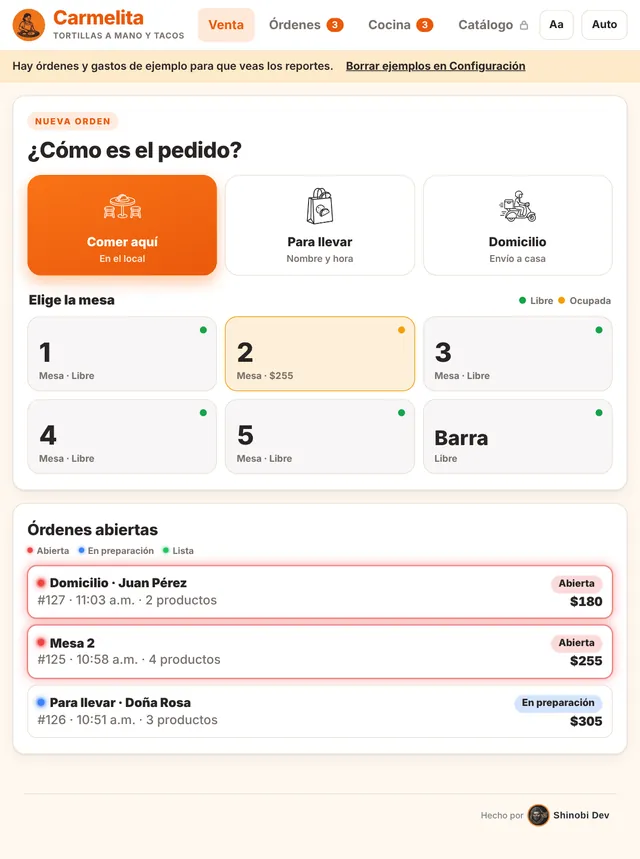 Carmelita
TORTILLAS A MANO Y TACOS
Venta
Órdenes 3
Cocina 3
Catálogo
Aa
Auto
Hay órdenes y gastos de ejemplo para que veas los reportes. Borrar ejemplos en Configuración
NUEVA ORDEN
¿Cómo es el pedido?
Comer aquí
En el local
Para llevar
Nombre y hora
Domicilio
Envío a casa
Elige la mesa
Libre
Ocupada
1
Mesa · Libre
2
Mesa · $255
3
Mesa · Libre
4
Mesa · Libre
5
Mesa · Libre
Barra
Libre
Órdenes abiertas
Abierta
En preparación
Lista
Domicilio · Juan Pérez
Abierta
#127 · 11:03 a.m. · 2 productos
$180
Mesa 2
Abierta
#125 · 10:58 a.m. · 4 productos
$255
Para llevar · Doña Rosa
En preparación
#126 · 10:51 a.m. · 3 productos
$305
Hecho por Shinobi Dev